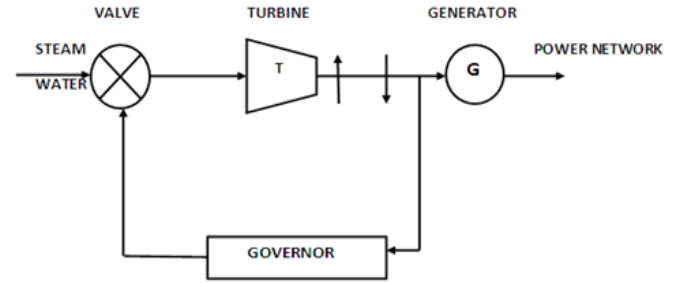 VALVE TURBINE GENERATOR
STEAM
POWER NETWORK
T
G
WATER
GOVERNOR